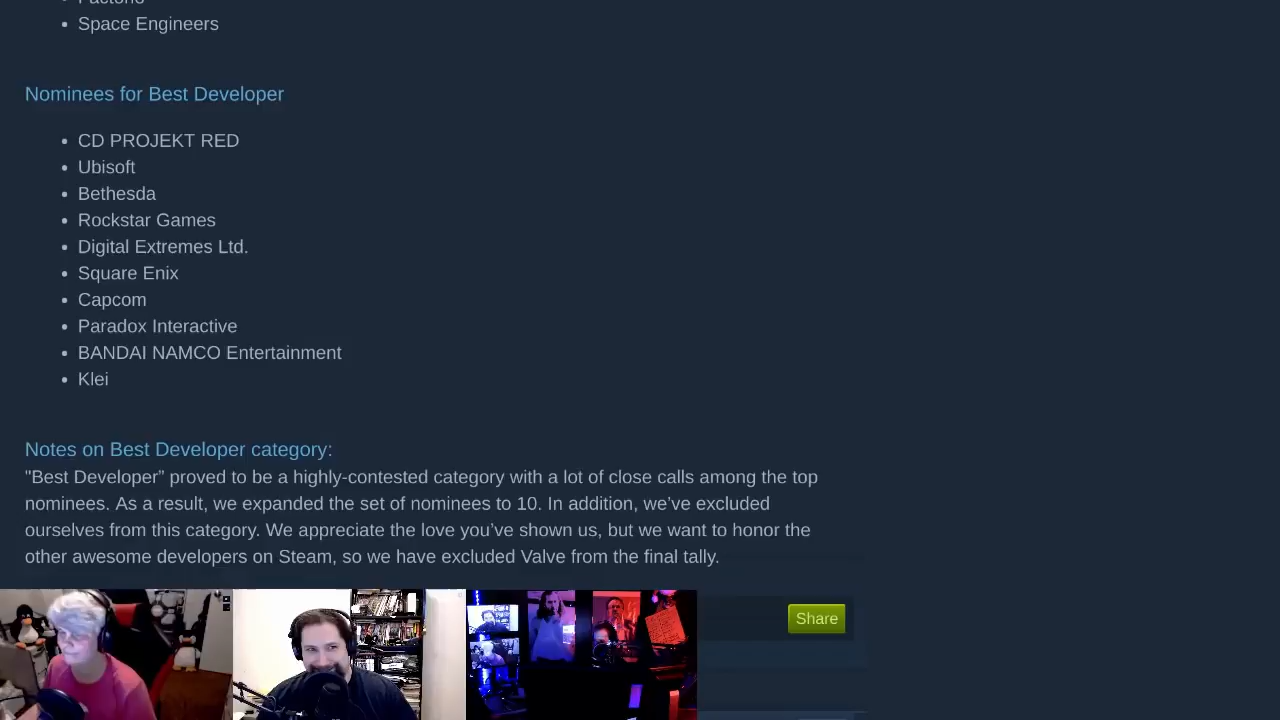 Space Engineers
Nominees for Best Developer
CD PROJEKT RED
Ubisoft
Bethesda
Rockstar Games
Digital Extremes Ltd.
Square Enix
Capcom
Paradox Interactive
BANDAI NAMCO Entertainment
Klei
Notes on Best Developer category:
"Best Developer” proved to be a highly-contested category with a lot of close calls among the top
nominees. As a result, we expanded the set of nominees to 10. In addition, we’ve excluded
ourselves from this category. We appreciate the love you’ve shown us, but we want to honor the
other awesome developers on Steam, so we have excluded Valve from the final tally.
Share